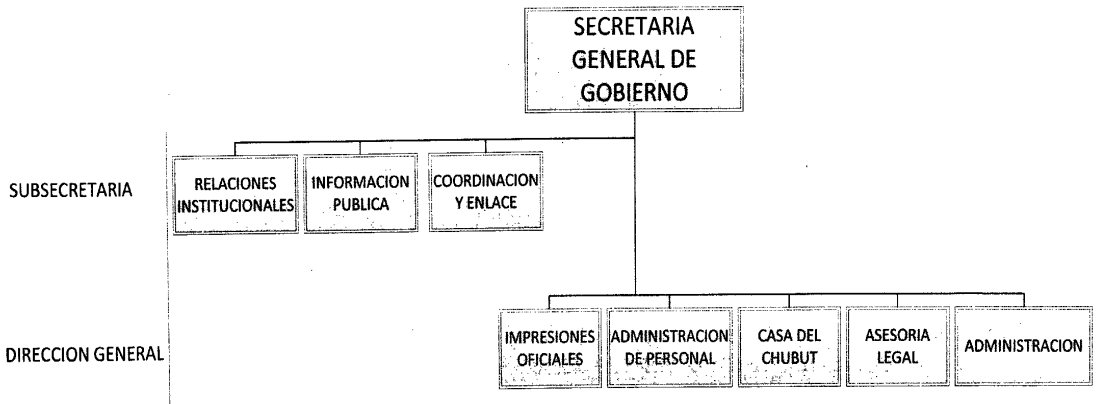 SECRETARIA
GENERAL DE
GOBIERNO
SUBSECRETARIA
RELACIONES
INSTITUCIONALES
INFORMACION
PUBLICA
COORDINACION
Y ENLACE
DIRECCION GENERAL
IMPRESIONES
OFICIALES
ADMINISTRACION
DE PERSONAL
CASA DEL
CHUBUT
ASESORIA
LEGAL
ADMINISTRACION